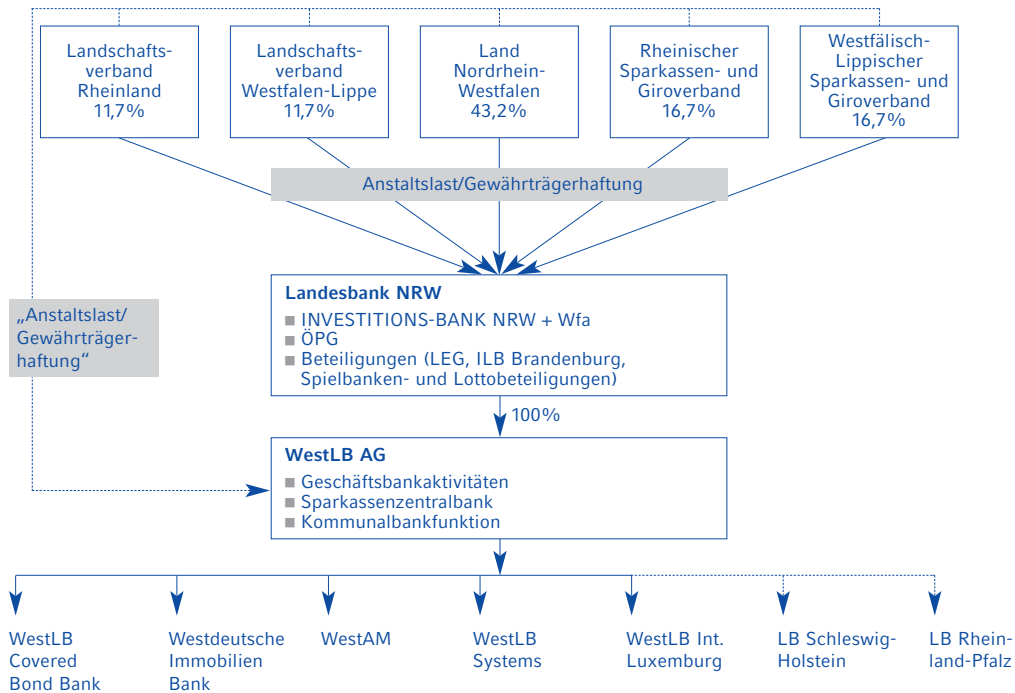 Landschafts-
verband
Rheinland
11,7%
Landschafts-
verband
Westfalen-Lippe
11,7%
Land
Nordrhein-
Westfalen
43,2%
Rheinischer
Sparkassen- und
Giroverband
16,7%
Westfälisch-
Lippischer
Sparkassen- und
Giroverband
16,7%
Anstaltslast/Gewährträgerhaftung
„Anstaltslast/
Gewährträger-
haftung“
Landesbank NRW
■ INVESTITIONS-BANK NRW + Wfa
■ ÖPG
■ Beteiligungen (LEG, ILB Brandenburg,
Spielbanken- und Lottobeteiligungen)
100%
WestLB AG
■ Geschäftsbankaktivitäten
■ Sparkassenzentralbank
■ Kommunalbankfunktion
WestLB
Covered
Bond Bank
Westdeutsche
Immobilien
Bank
WestAM
WestLB
Systems
WestLB Int.
Luxemburg
LB Schleswig-
Holstein
LB Rhein-
land-Pfalz